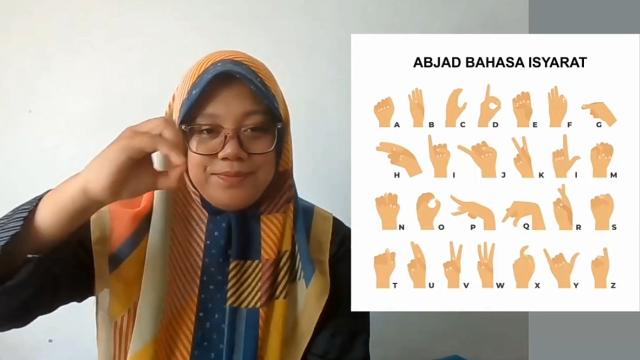 ABJAD BAHASA ISYARAT
A B C D E F G
H I J K L M
N O P Q R S
T U V W X Y Z